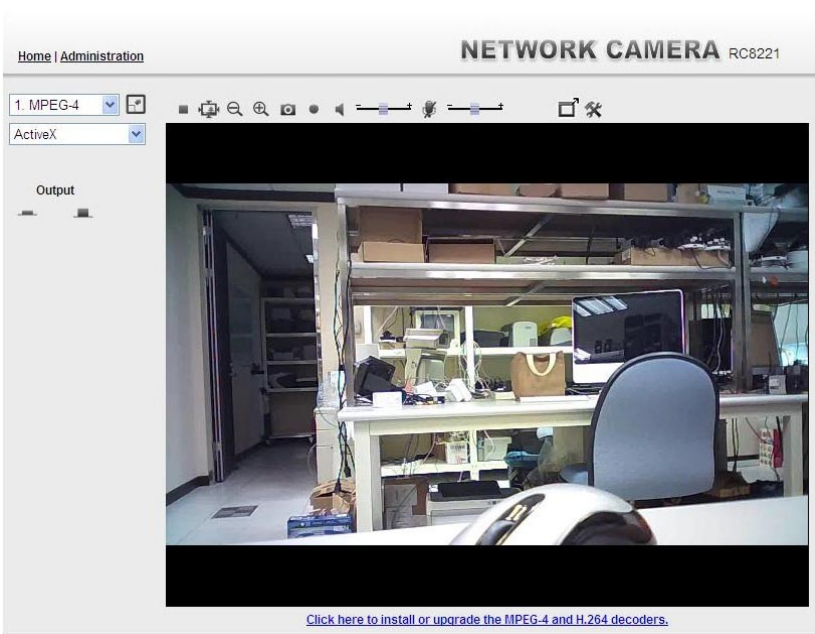 NETWORK CAMERA RC8221
Home | Administration
1. MPEG-4
ActiveX
Output
Click here to install or upgrade the MPEG-4 and H.264 decoders.